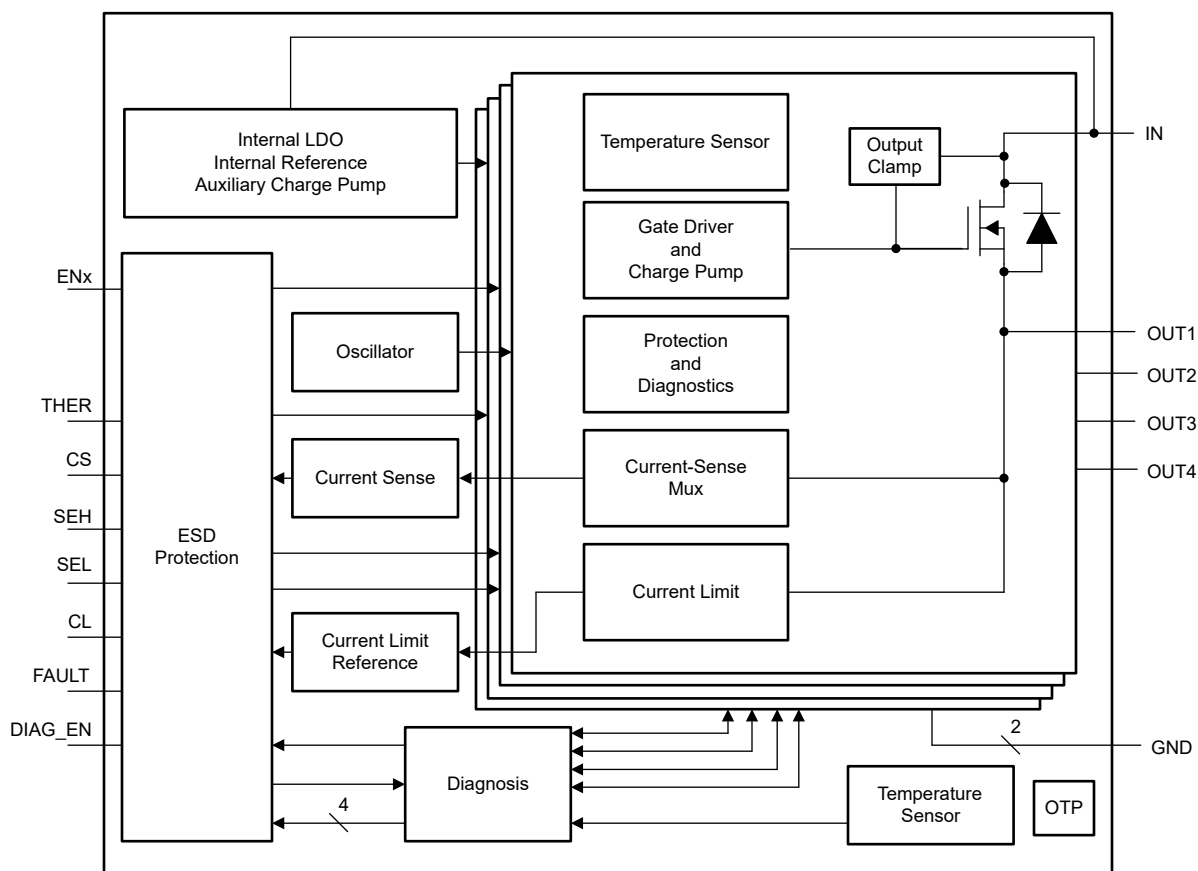 Internal LDO
Internal Reference
Auxiliary Charge Pump
Temperature Sensor
Output
Clamp
IN
Gate Driver
and
Charge Pump
ENx
Oscillator
Protection
and
Diagnostics
OUT1
OUT2
OUT3
OUT4
THER
CS
SEH
SEL
CL
FAULT
DIAG_EN
ESD
Protection
Current Sense
Current-Sense
Mux
Current Limit
Current Limit
Reference
Diagnosis
4
2
GND
Temperature
Sensor
OTP